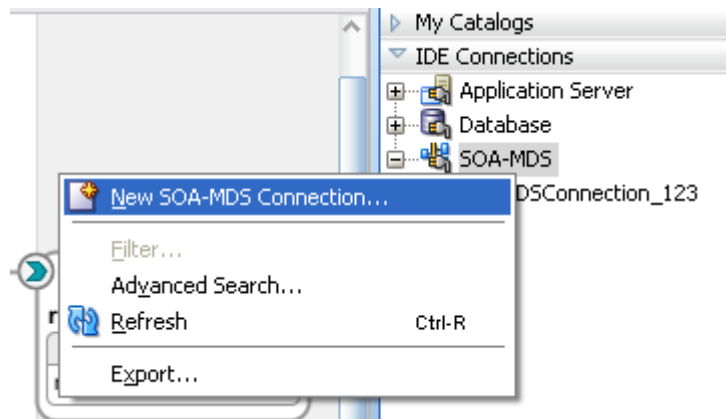 My Catalogs
IDE Connections
Application Server
Database
SOA-MDS
DSConnection_123
New SOA-MDS Connection...
Filter...
Advanced Search...
Refresh Ctrl-R
Export...